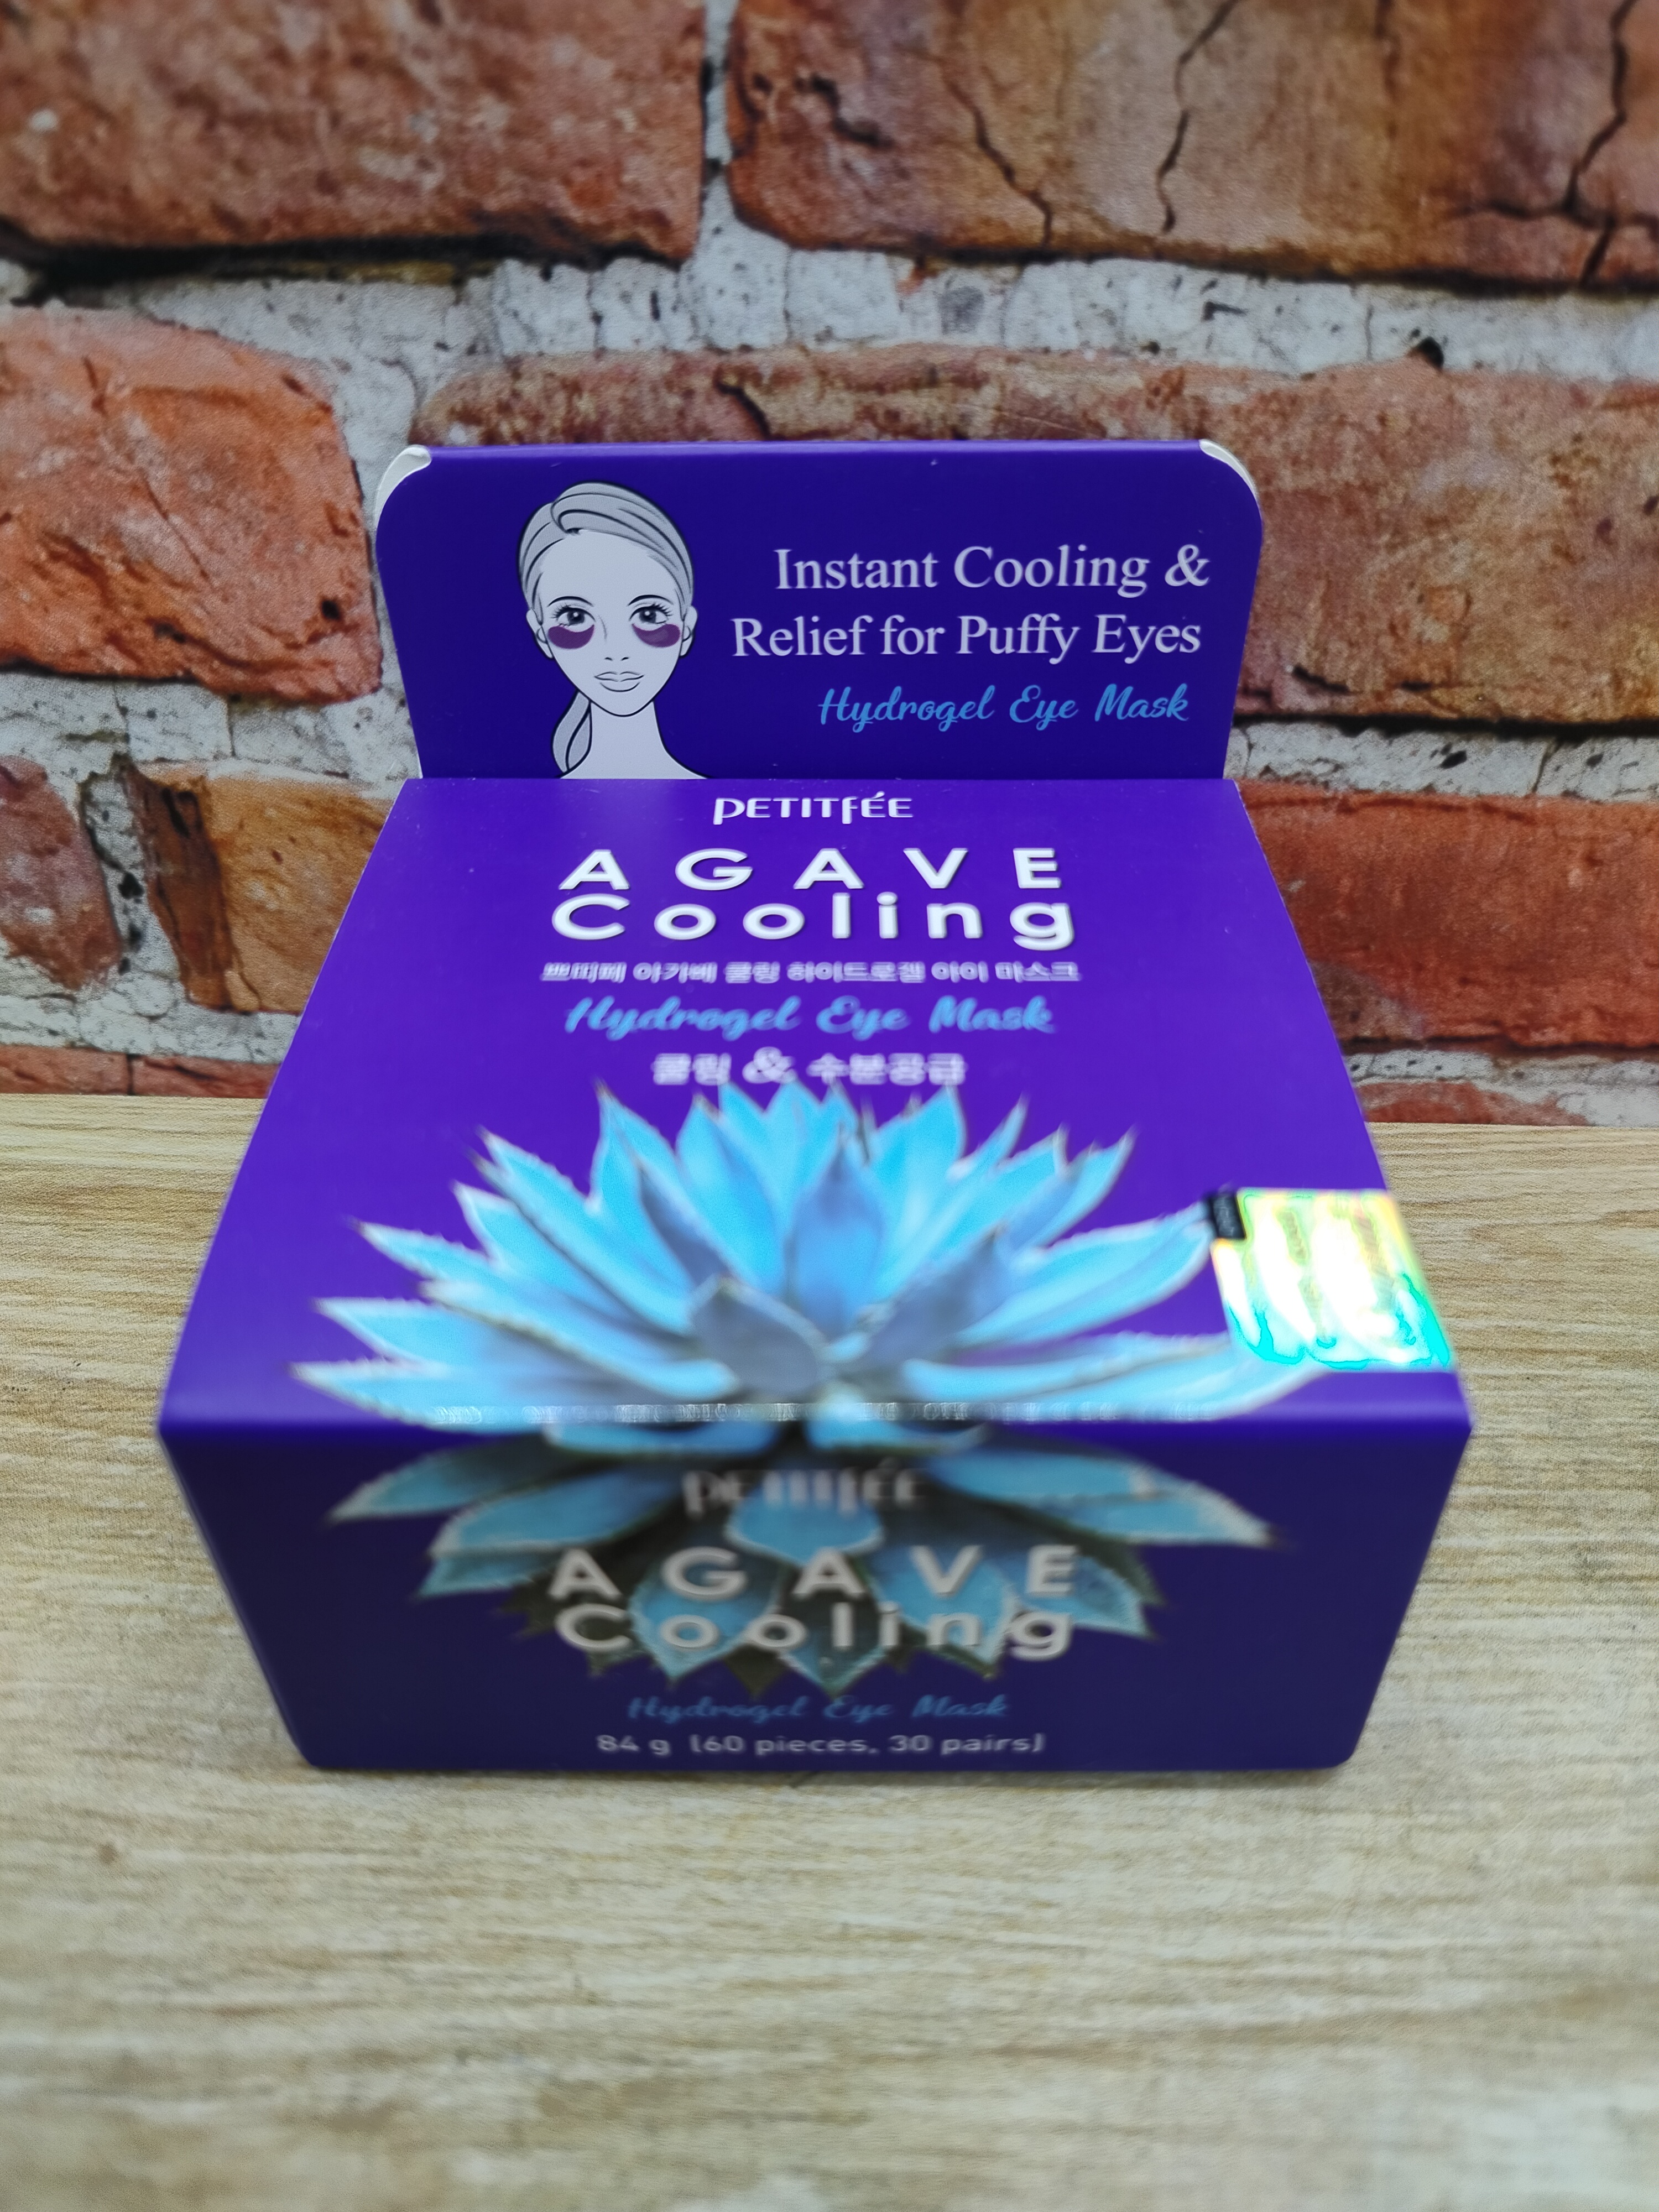 Instant Cooling &
Relief for Puffy Eyes
Hydrogel Eye Mask
PETITFÉE
AGAVE
Cooling
쁘띠페 아가베 쿨링 하이드로겔 아이 마스크
Hydrogel Eye Mask
쿨링 & 수분공급
PETITFÉE
AGAVE
Cooling
Hydrogel Eye Mask
84 g (60 pieces, 30 pairs)